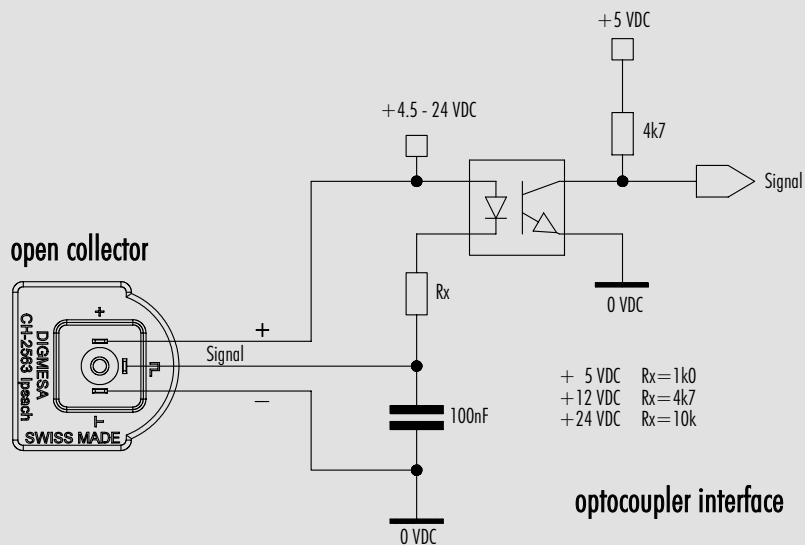 +5 VDC
4k7
+4.5 - 24 VDC
Signal
open collector
0 VDC
Rx
+
Signal
+
DIGMESA
CH-2563 Ipsach
SWISS MADE
–
100nF
+ 5 VDC Rx=1k0
+12 VDC Rx=4k7
+24 VDC Rx=10k
optocoupler interface
0 VDC